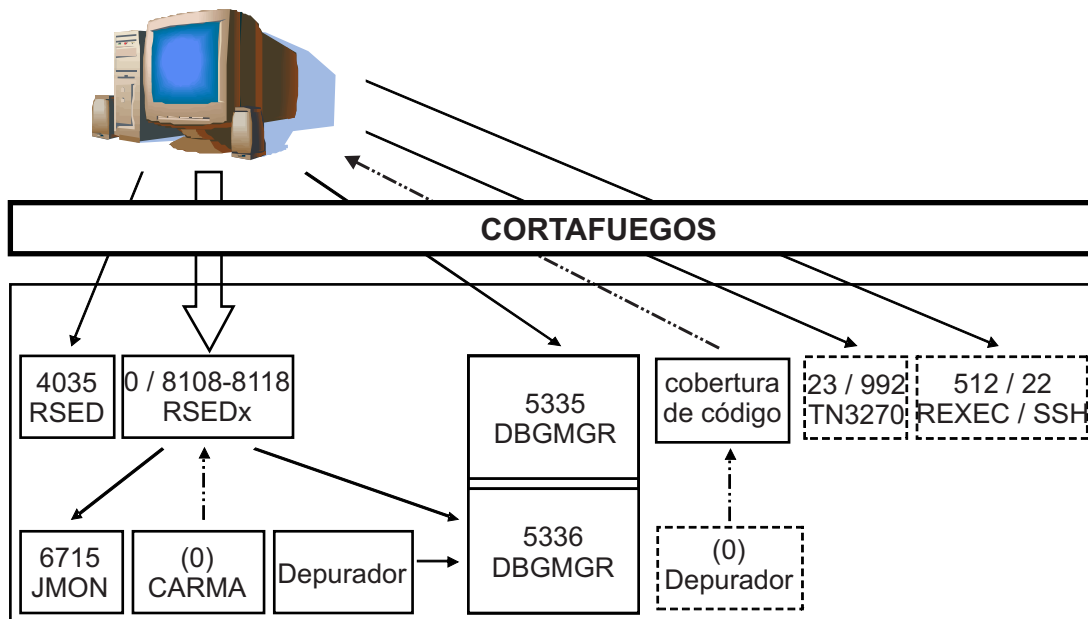 CORTAFUEGOS
4035
RSED
0 / 8108-8118
RSEDx
5335
DBGMGR
cobertura
de código
23 / 992
TN3270
512 / 22
REXEC / SSH
6715
JMON
(0)
CARMA
Depurador
5336
DBGMGR
(0)
Depurador